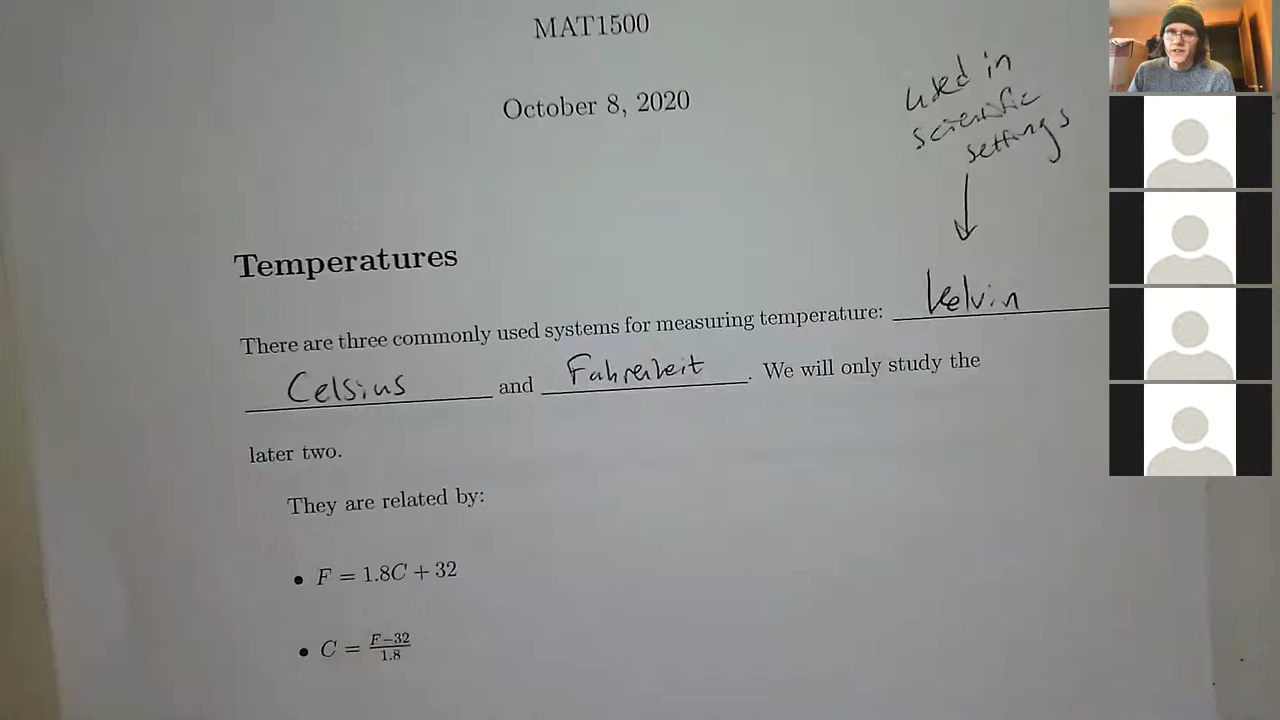 MAT1500
October 8, 2020
used in
scientific
settings
Temperatures
There are three commonly used systems for measuring temperature: Kelvin
Celsius and Fahrenheit. We will only study the
later two.
They are related by:
• F = 1.8C + 32
• C = \frac{F-32}{1.8}